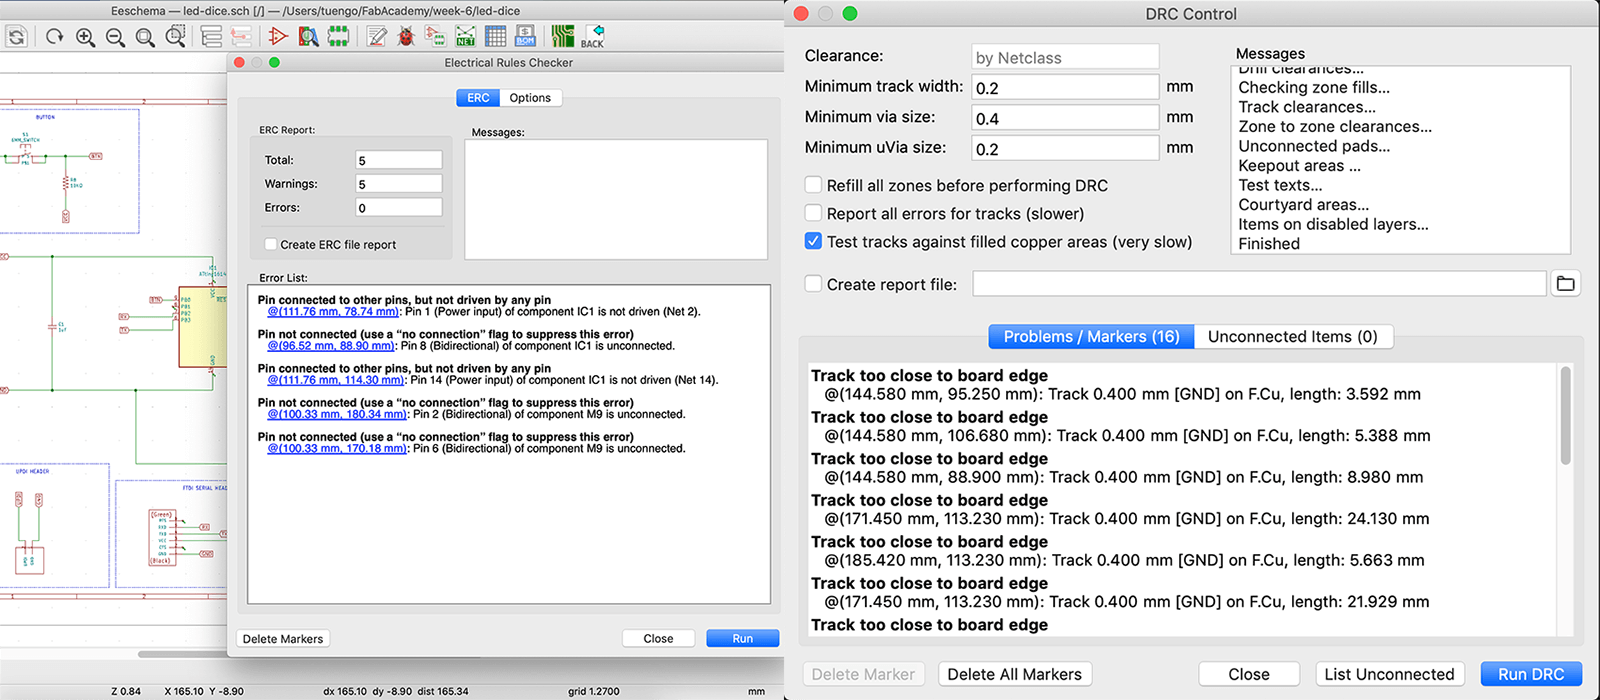 Eeschema — led-dice.sch [/] — /Users/tuengo/FabAcademy/week-6/led-dice
NET
BOM
BACK
Electrical Rules Checker
ERC
Options
ERC Report:
Total:
5
Warnings:
5
Errors:
0
Create ERC file report
Messages:
Error List:
Pin connected to other pins, but not driven by any pin
@(111.76 mm, 78.74 mm): Pin 1 (Power input) of component IC1 is not driven (Net 2).
Pin not connected (use a “no connection” flag to suppress this error)
@(96.52 mm, 88.90 mm): Pin 8 (Bidirectional) of component IC1 is unconnected.
Pin connected to other pins, but not driven by any pin
@(111.76 mm, 114.30 mm): Pin 14 (Power input) of component IC1 is not driven (Net 14).
Pin not connected (use a “no connection” flag to suppress this error)
@(100.33 mm, 180.34 mm): Pin 2 (Bidirectional) of component M9 is unconnected.
Pin not connected (use a “no connection” flag to suppress this error)
@(100.33 mm, 170.18 mm): Pin 6 (Bidirectional) of component M9 is unconnected.
Delete Markers
Close
Run
1
2
BUTTON
BTN
IC1
BTN
PB0
PB1
PB2
PB3
GND
UPDI HEADER
FTDI SERIAL HEAD
(Green)
RTS
RXD
TXD
VCC
CTS
GND
(Black)
1
2
Z 0.84
X 165.10 Y -8.90
dx 165.10 dy -8.90 dist 165.34
grid 1.2700
mm
DRC Control
Clearance:
by Netclass
Minimum track width:
0.2
mm
Minimum via size:
0.4
mm
Minimum uVia size:
0.2
mm
Refill all zones before performing DRC
Report all errors for tracks (slower)
Test tracks against filled copper areas (very slow)
Create report file:
Messages
Drill clearances...
Checking zone fills...
Track clearances...
Zone to zone clearances...
Unconnected pads...
Keepout areas ...
Test texts...
Courtyard areas...
Items on disabled layers...
Finished
Problems / Markers (16)
Unconnected Items (0)
Track too close to board edge
@(144.580 mm, 95.250 mm): Track 0.400 mm [GND] on F.Cu, length: 3.592 mm
Track too close to board edge
@(144.580 mm, 106.680 mm): Track 0.400 mm [GND] on F.Cu, length: 5.388 mm
Track too close to board edge
@(144.580 mm, 88.900 mm): Track 0.400 mm [GND] on F.Cu, length: 8.980 mm
Track too close to board edge
@(171.450 mm, 113.230 mm): Track 0.400 mm [GND] on F.Cu, length: 24.130 mm
Track too close to board edge
@(185.420 mm, 113.230 mm): Track 0.400 mm [GND] on F.Cu, length: 5.663 mm
Track too close to board edge
@(171.450 mm, 113.230 mm): Track 0.400 mm [GND] on F.Cu, length: 21.929 mm
Track too close to board edge
Delete Marker
Delete All Markers
Close
List Unconnected
Run DRC